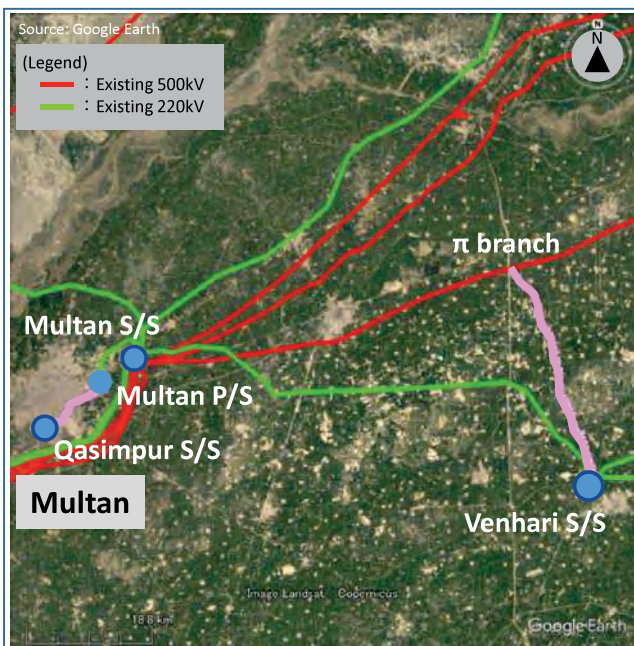 Source: Google Earth
(Legend)
: Existing 500kV
: Existing 220kV
N
N
π branch
Multan S/S
Multan P/S
Qasimpur S/S
Multan
Venhari S/S
Image Landsat / Copernicus
18.8 km
Google Earth